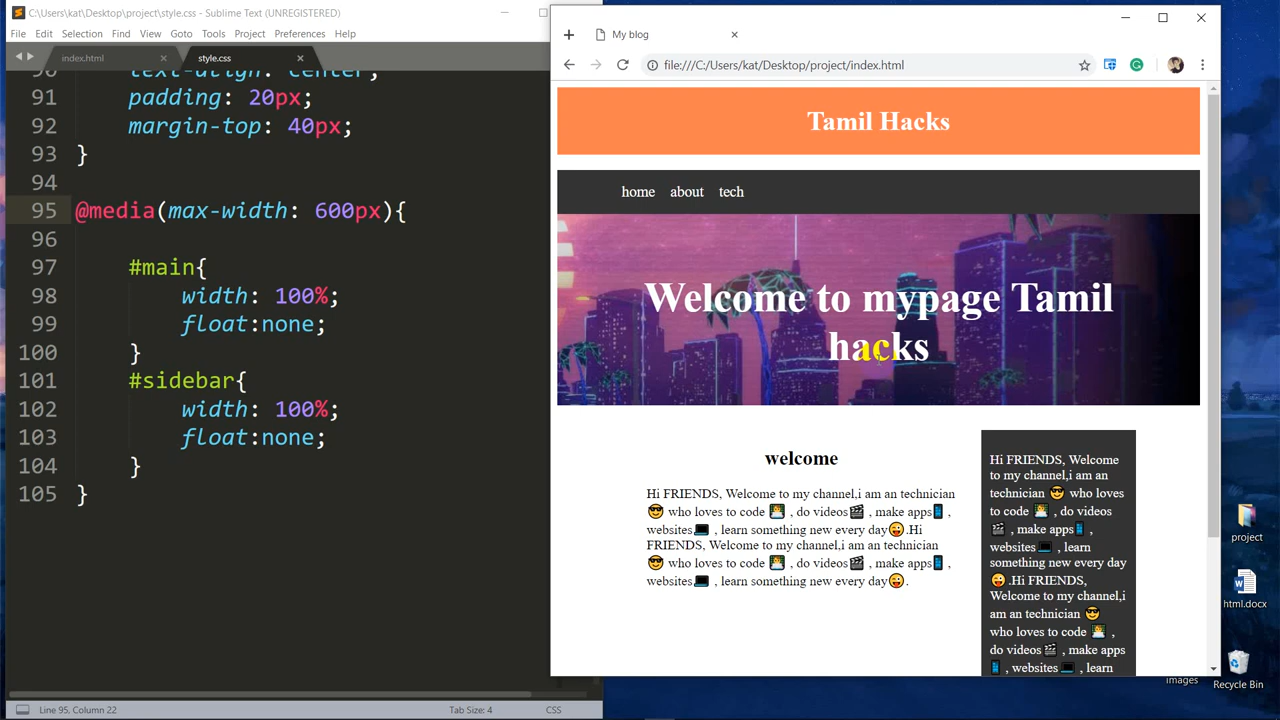 C:\Users\kat\Desktop\project\style.css - Sublime Text (UNREGISTERED)
File Edit Selection Find View Goto Tools Project Preferences Help
index.html × style.css ×
90 text-align: center;
91 padding: 20px;
92 margin-top: 40px;
93 }
94
95 @media(max-width: 600px){
96
97 #main{
98 width: 100%;
99 float:none;
100 }
101 #sidebar{
102 width: 100%;
103 float:none;
104 }
105 }
Line 95, Column 22 Tab Size: 4 CSS
My blog
file:///C:/Users/kat/Desktop/project/index.html
Tamil Hacks
home about tech
Welcome to mypage Tamil
hacks
welcome
Hi FRIENDS, Welcome to my channel,i am an technician
😎 who loves to code 👨‍💻 , do videos🎬 , make apps📱 ,
websites💻 , learn something new every day😜.Hi
FRIENDS, Welcome to my channel,i am an technician
😎 who loves to code 👨‍💻 , do videos🎬 , make apps📱 ,
websites💻 , learn something new every day😜.
Hi FRIENDS, Welcome
to my channel,i am an
technician 😎 who loves
to code 👨‍💻 , do videos
🎬 , make apps📱 ,
websites💻 , learn
something new every day
😜.Hi FRIENDS,
Welcome to my channel,i
am an technician 😎
who loves to code 👨‍💻 ,
do videos🎬 , make apps
📱 , websites💻 , learn
project
html.docx
images
Recycle Bin